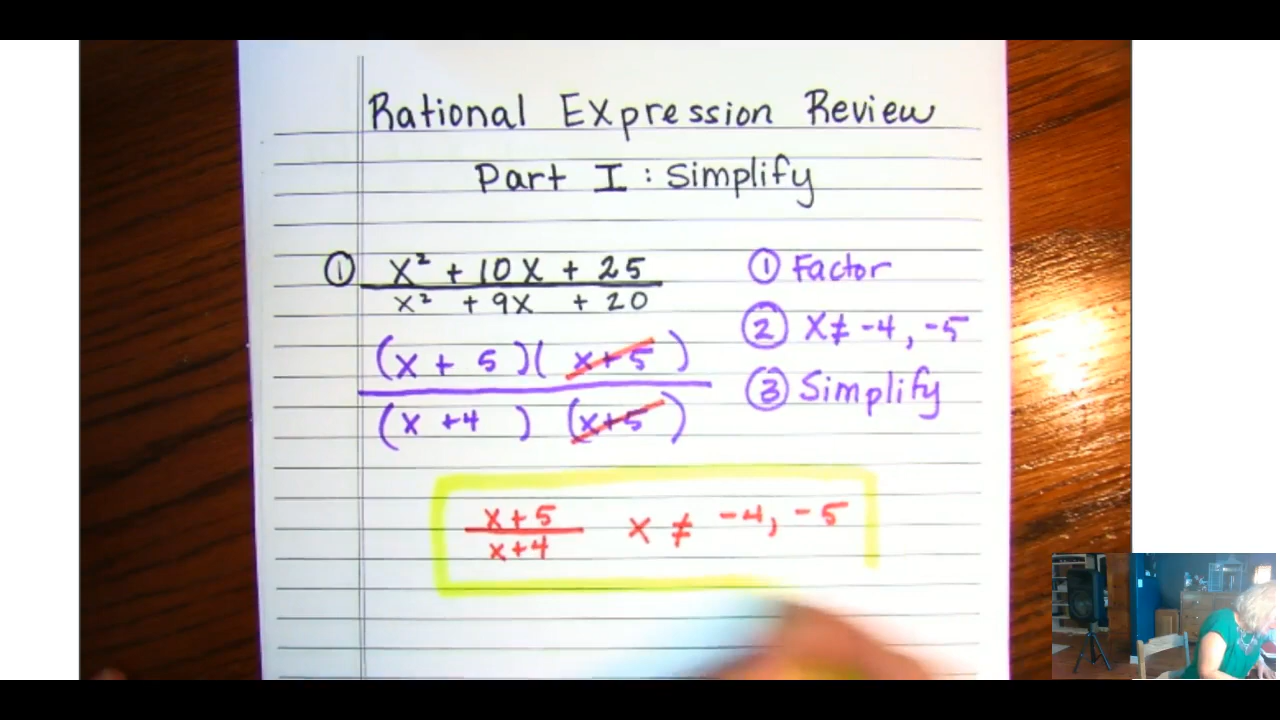 Rational Expression Review
Part I : Simplify
① x² + 10x + 25
x² + 9x + 20
(x + 5)(x+5)
(x +4) (x+5)
① Factor
② x ≠ -4, -5
③ Simplify
x+5
x+4
x ≠ -4, -5